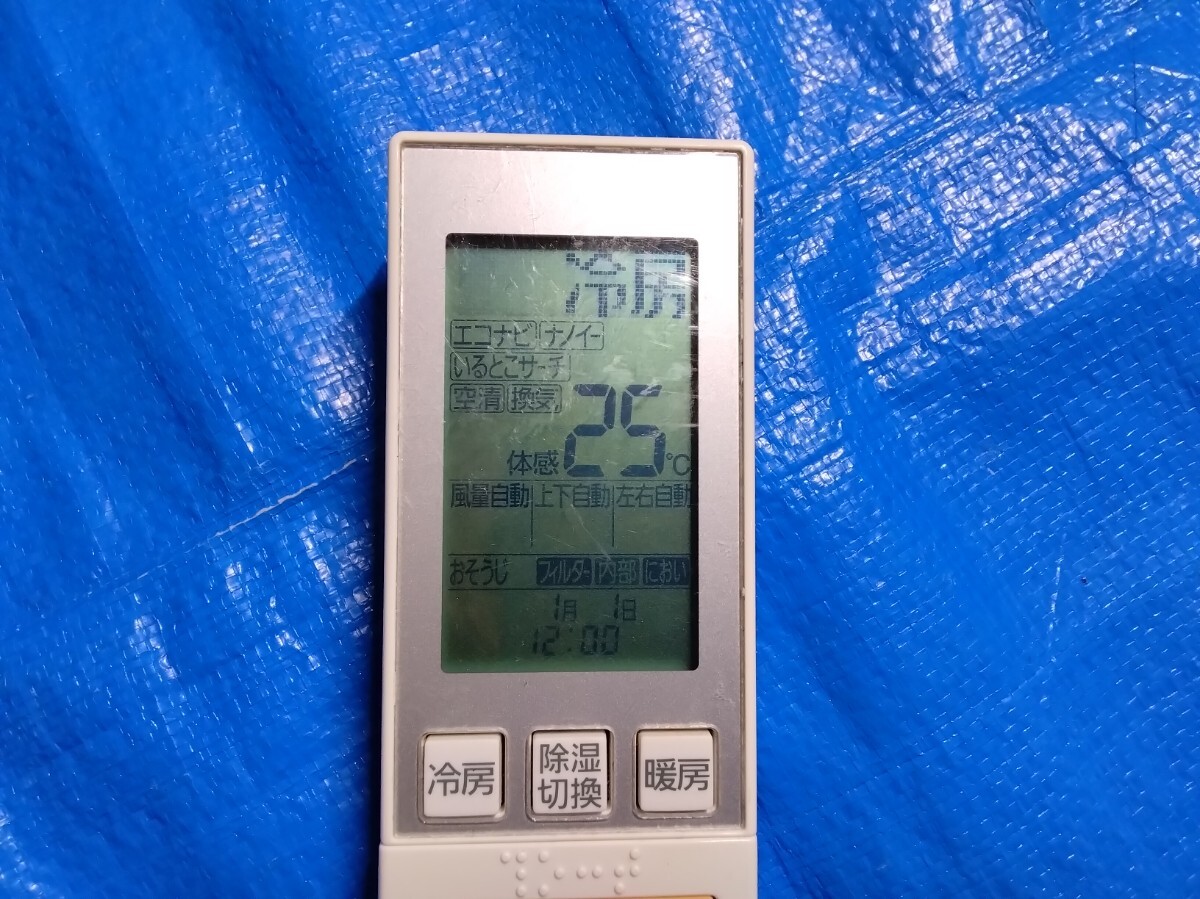 冷房
エコナビ ナノイー
いるとこサーチ
空清 換気
体感 25℃
風量自動 上下自動 左右自動
おそうじ フィルター 内部 におい
1月 1日
12:00
冷房 除湿切換 暖房